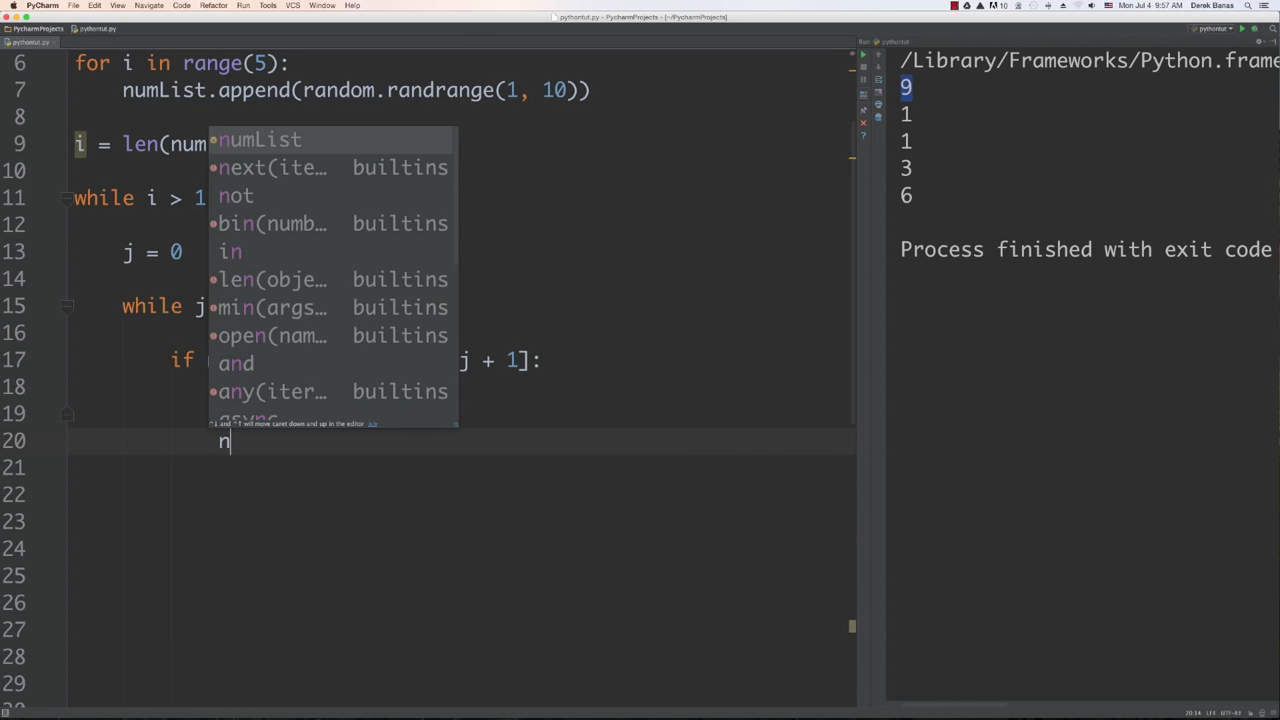 PyCharm File Edit View Navigate Code Refactor Run Tools VCS Window Help 10 Mon Jul 4 9:57 AM Derek Banas
pythontut.py - PycharmProjects - [~/PycharmProjects]
PycharmProjects pythontut.py pythontut
pythontut.py
Run: pythontut
6 for i in range(5):
7 numList.append(random.randrange(1, 10))
8
9 i = len(num
10
11 while i > 1
12
13 j = 0
14
15 while j
16
17 if j + 1]:
18
19
20 n
21
22
23
24
25
26
27
28
29
numList
next(ite… builtins
not
bin(numb… builtins
in
len(obje… builtins
min(args… builtins
open(nam… builtins
and
any(iter… builtins
async
^↓ and ^↑ will move caret down and up in the editor >>
/Library/Frameworks/Python.frame
9
1
1
3
6
Process finished with exit code
20:14 LF‡ UTF-8‡